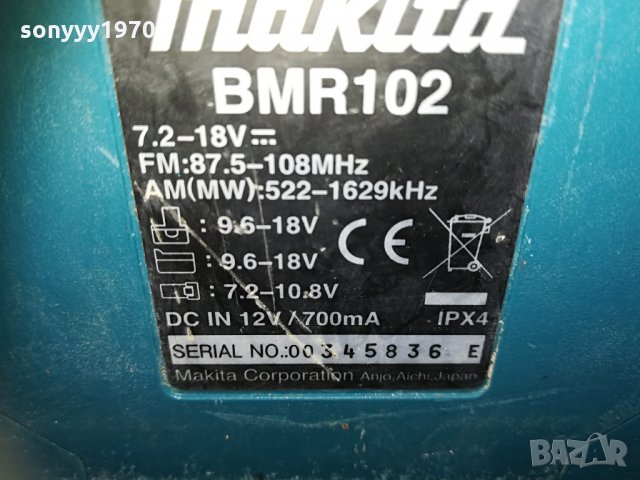 sonyyy1970
makita
BMR102
7.2–18V⎓
FM:87.5–108MHz
AM(MW):522–1629kHz
: 9.6–18V
CE
: 9.6–18V
: 7.2–10.8V
DC IN 12V/700mA IPX4
SERIAL NO.:00345836 E
Makita Corporation Anjo,Aichi,Japan
BAZAR